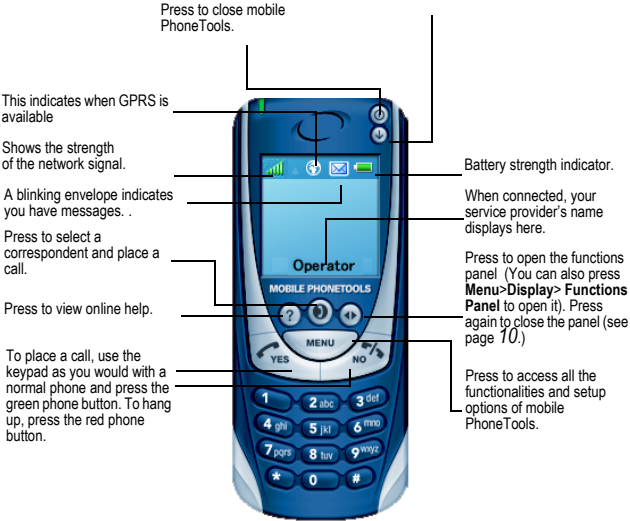 Press to close mobile
PhoneTools.
This indicates when GPRS is
available
Shows the strength
of the network signal.
A blinking envelope indicates
you have messages. .
Press to select a
correspondent and place a
call.
Press to view online help.
To place a call, use the
keypad as you would with a
normal phone and press the
green phone button. To hang
up, press the red phone
button.
Battery strength indicator.
When connected, your
service provider's name
displays here.
Press to open the functions
panel (You can also press
Menu>Display> Functions
Panel to open it). Press
again to close the panel (see
page 10.)
Press to access all the
functionalities and setup
options of mobile
PhoneTools.
Operator
MOBILE PHONETOOLS
?
MENU
YES
NO
1 2 abc 3 def
4 ghi 5 jkl 6 mno
7 pqrs 8 tuv 9 wxyz
* 0 #